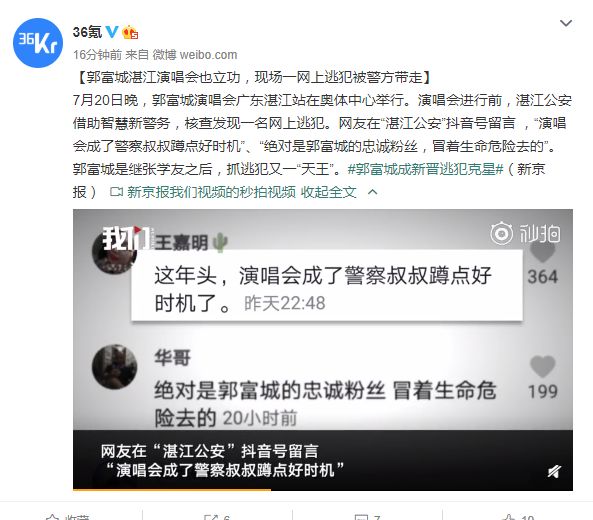 36Kr
36氪
16分钟前 来自 微博 weibo.com
【郭富城湛江演唱会也立功，现场一网上逃犯被警方带走】
7月20日晚，郭富城演唱会广东湛江站在奥体中心举行。演唱会进行前，湛江公安
借助智慧新警务，核查发现一名网上逃犯。网友在“湛江公安”抖音号留言 ，“演唱
会成了警察叔叔蹲点好时机”、“绝对是郭富城的忠诚粉丝，冒着生命危险去的”。
郭富城是继张学友之后，抓逃犯又一“天王”。#郭富城成新晋逃犯克星#（新京
报） 新京报我们视频的秒拍视频 收起全文
我们
秒拍
王嘉明🌵
这年头，演唱会成了警察叔叔蹲点好
时机了。昨天22:48
364
华哥
绝对是郭富城的忠诚粉丝 冒着生命危
险去的 20小时前
199
网友在“湛江公安”抖音号留言
“演唱会成了警察叔叔蹲点好时机”
收藏 6 7 10